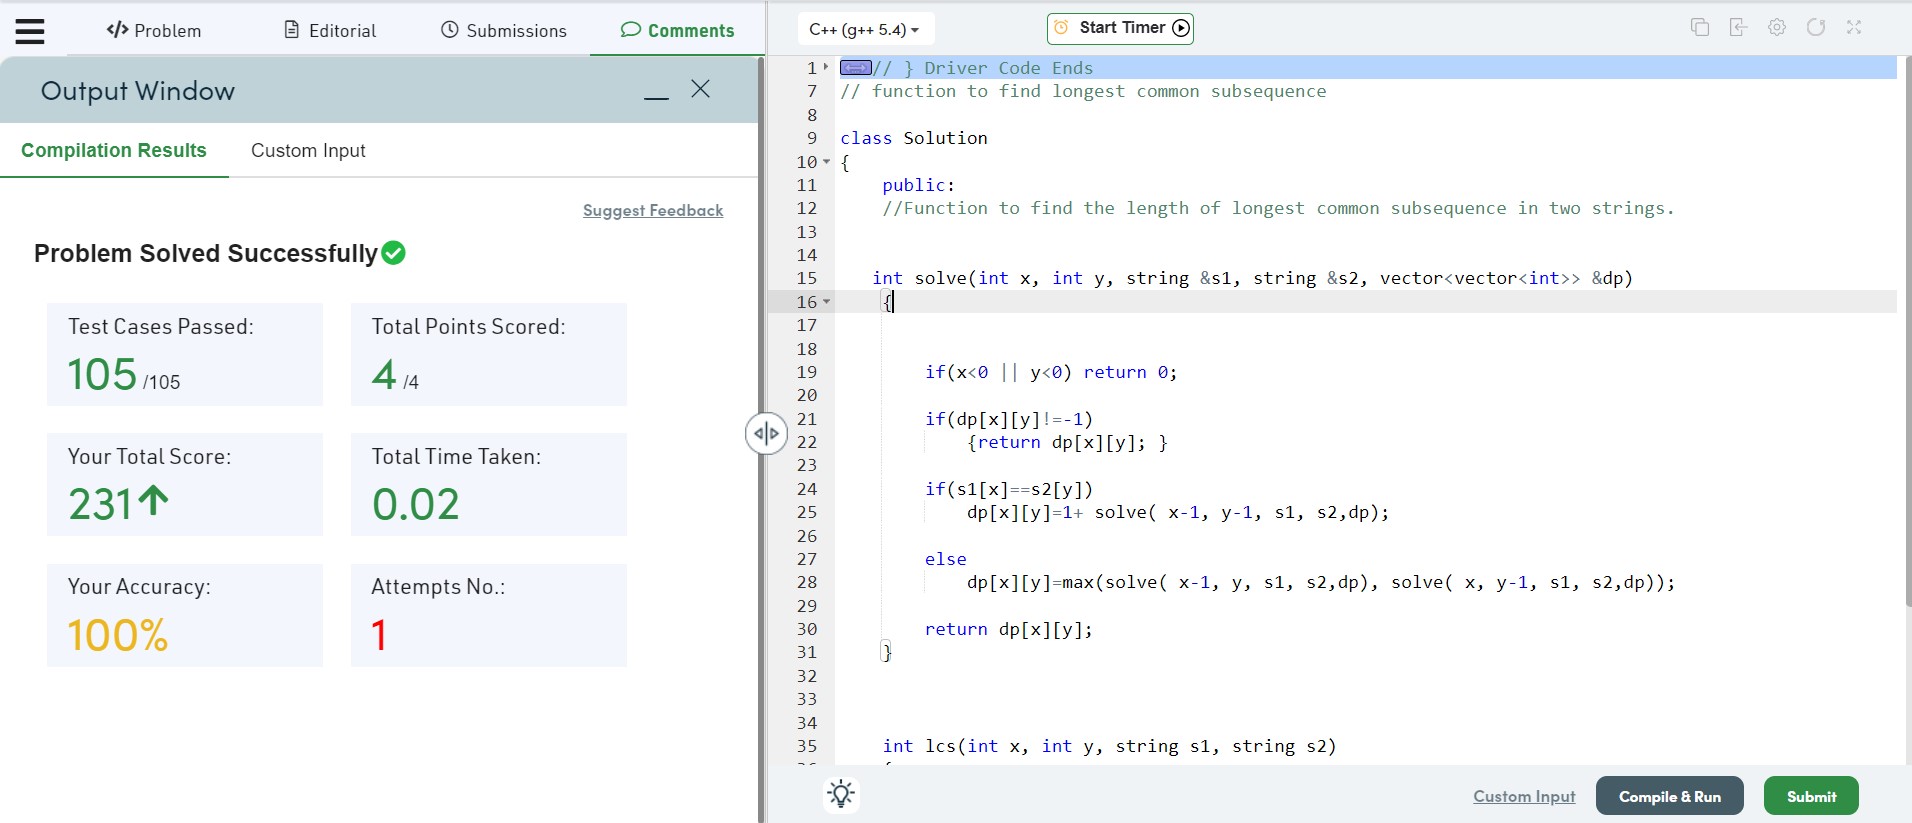 </> Problem
Editorial
Submissions
Comments
Output Window
Compilation Results
Custom Input
Suggest Feedback
Problem Solved Successfully
Test Cases Passed:
105 /105
Total Points Scored:
4 /4
Your Total Score:
231
Total Time Taken:
0.02
Your Accuracy:
100%
Attempts No.:
1
C++ (g++ 5.4)
Start Timer
1 // } Driver Code Ends
7 // function to find longest common subsequence
8
9 class Solution
10 {
11 public:
12 //Function to find the length of longest common subsequence in two strings.
13
14
15 int solve(int x, int y, string &s1, string &s2, vector<vector<int>> &dp)
16 {
17
18
19 if(x<0 || y<0) return 0;
20
21 if(dp[x][y]!=-1)
22 {return dp[x][y]; }
23
24 if(s1[x]==s2[y])
25 dp[x][y]=1+ solve( x-1, y-1, s1, s2,dp);
26
27 else
28 dp[x][y]=max(solve( x-1, y, s1, s2,dp), solve( x, y-1, s1, s2,dp));
29
30 return dp[x][y];
31 }
32
33
34
35 int lcs(int x, int y, string s1, string s2)
Custom Input
Compile & Run
Submit